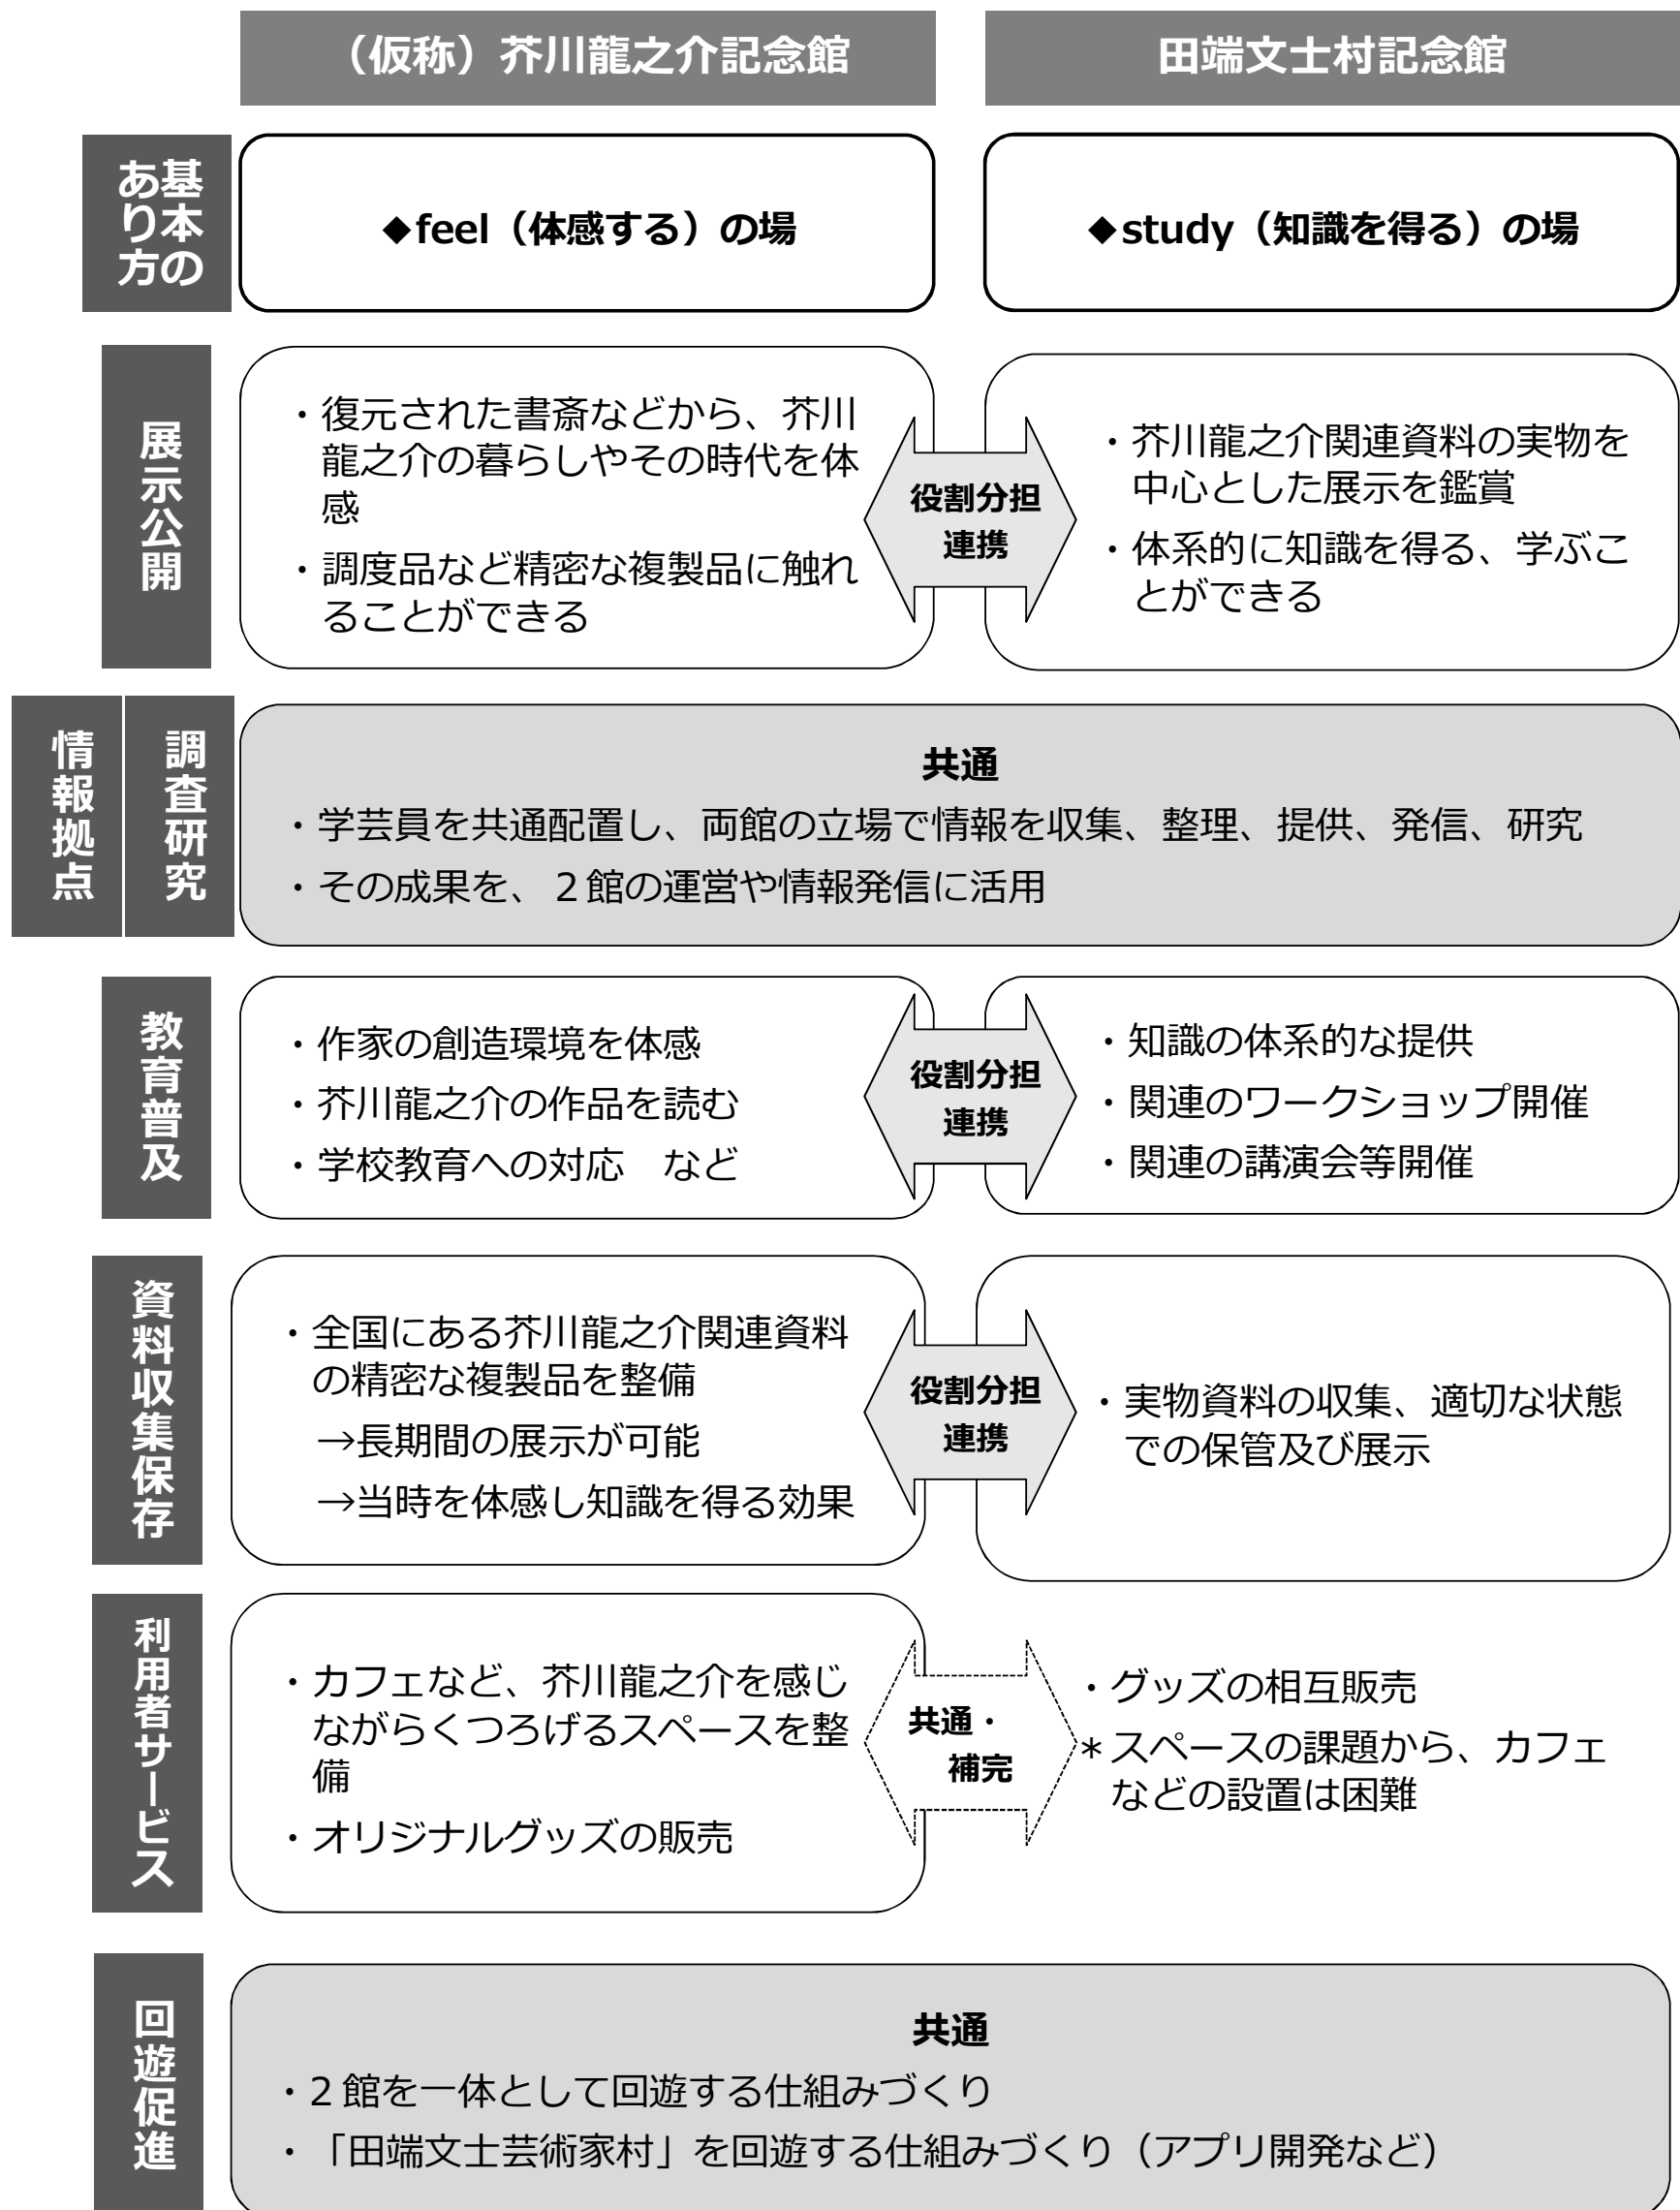 （仮称）芥川龍之介記念館
田端文士村記念館
基本の
あり方
◆feel（体感する）の場
◆study（知識を得る）の場
展示公開
・復元された書斎などから、芥川
龍之介の暮らしやその時代を体
感
・調度品など精密な複製品に触れ
ることができる
役割分担
連携
・芥川龍之介関連資料の実物を
中心とした展示を鑑賞
・体系的に知識を得る、学ぶこ
とができる
情報拠点
調査研究
共通
・学芸員を共通配置し、両館の立場で情報を収集、整理、提供、発信、研究
・その成果を、２館の運営や情報発信に活用
教育普及
・作家の創造環境を体感
・芥川龍之介の作品を読む
・学校教育への対応　など
役割分担
連携
・知識の体系的な提供
・関連のワークショップ開催
・関連の講演会等開催
資料収集保存
・全国にある芥川龍之介関連資料
の精密な複製品を整備
→長期間の展示が可能
→当時を体感し知識を得る効果
役割分担
連携
・実物資料の収集、適切な状態
での保管及び展示
利用者サービス
・カフェなど、芥川龍之介を感じ
ながらくつろげるスペースを整
備
・オリジナルグッズの販売
共通・
補完
・グッズの相互販売
＊スペースの課題から、カフェ
などの設置は困難
回遊促進
共通
・２館を一体として回遊する仕組みづくり
・「田端文士芸術家村」を回遊する仕組みづくり（アプリ開発など）